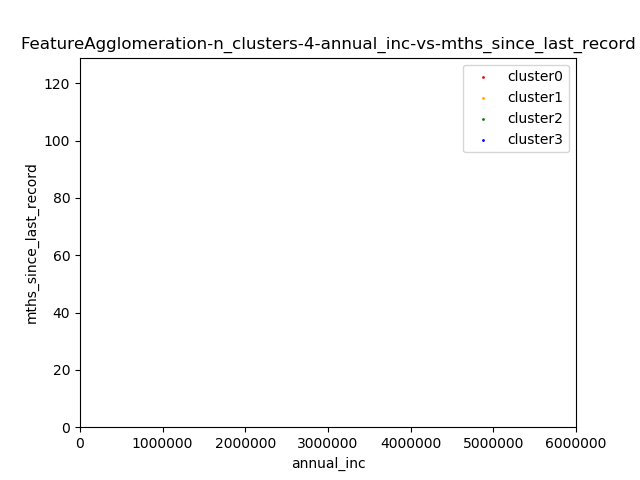 FeatureAgglomeration-n_clusters-4-annual_inc-vs-mths_since_last_record
cluster0
cluster1
cluster2
cluster3
mths_since_last_record
120
100
80
60
40
20
0
0 1000000 2000000 3000000 4000000 5000000 6000000
annual_inc